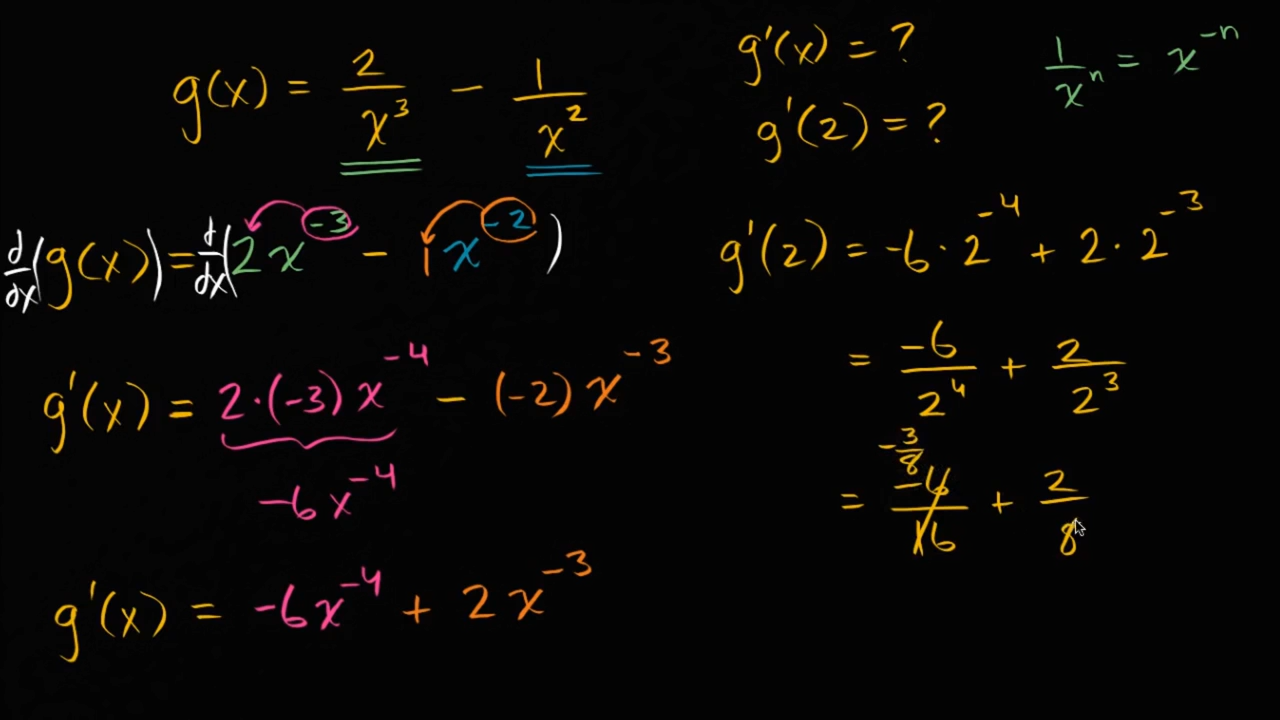 g(x) = 2/x³ − 1/x²
d/dx(g(x)) = d/dx(2x⁻³ − 1x⁻²)
g'(x) = 2·(−3)x⁻⁴ − (−2)x⁻³
−6x⁻⁴
g'(x) = −6x⁻⁴ + 2x⁻³
g'(x) = ?
g'(2) = ?
1/xⁿ = x⁻ⁿ
g'(2) = −6·2⁻⁴ + 2·2⁻³
= −6/2⁴ + 2/2³
−3/8
= −6/16 + 2/8